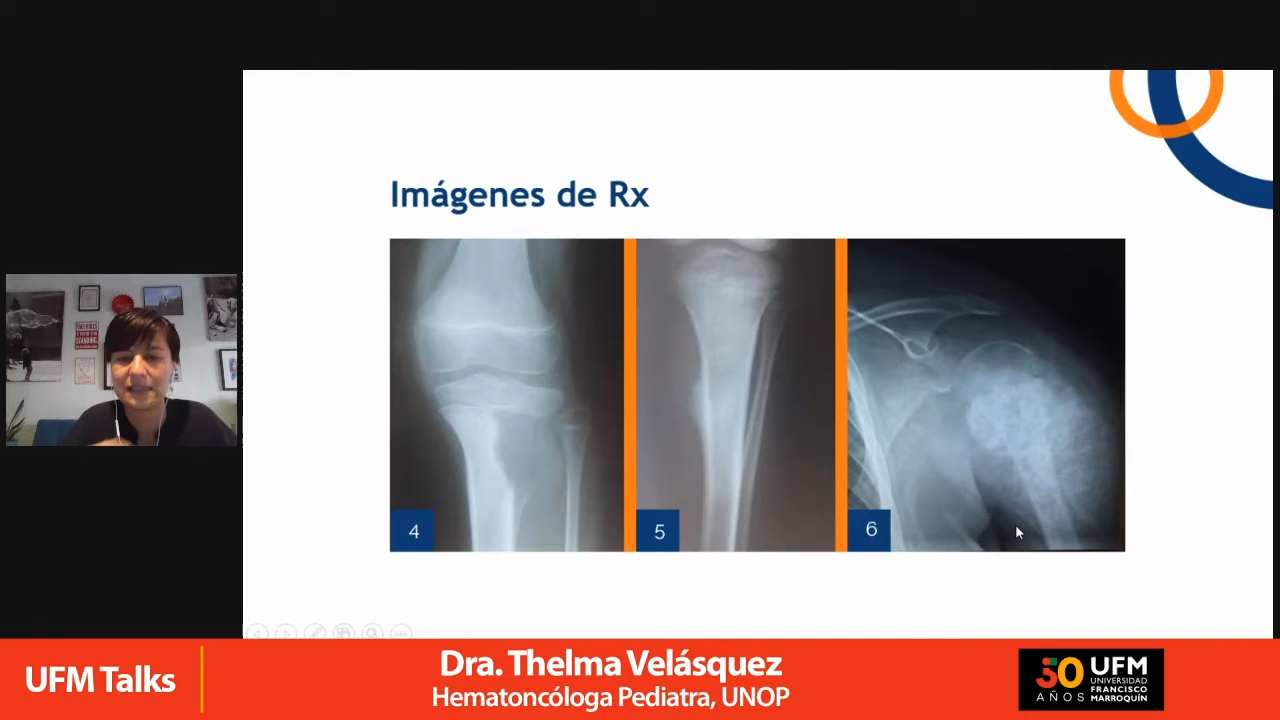 Imágenes de Rx
4
5
6
UFM Talks
Dra. Thelma Velásquez
Hematoncóloga Pediatra, UNOP
50
AÑOS
UFM
UNIVERSIDAD
FRANCISCO
MARROQUÍN